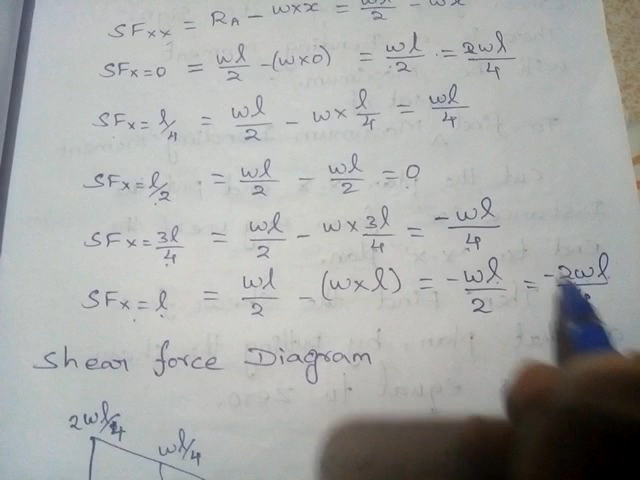 SFxx = RA - w×x = wl/2 - wx
SFx=0 = wl/2 - (w×0) = wl/2 = 2wl/4
SFx=l/4 = wl/2 - w×l/4 = wl/4
SFx=l/2 = wl/2 - wl/2 = 0
SFx=3l/4 = wl/2 - w×3l/4 = -wl/4
SFx=l = wl/2 - (w×l) = -wl/2 = -2wl
Shear force Diagram
2wl/4
wl/4